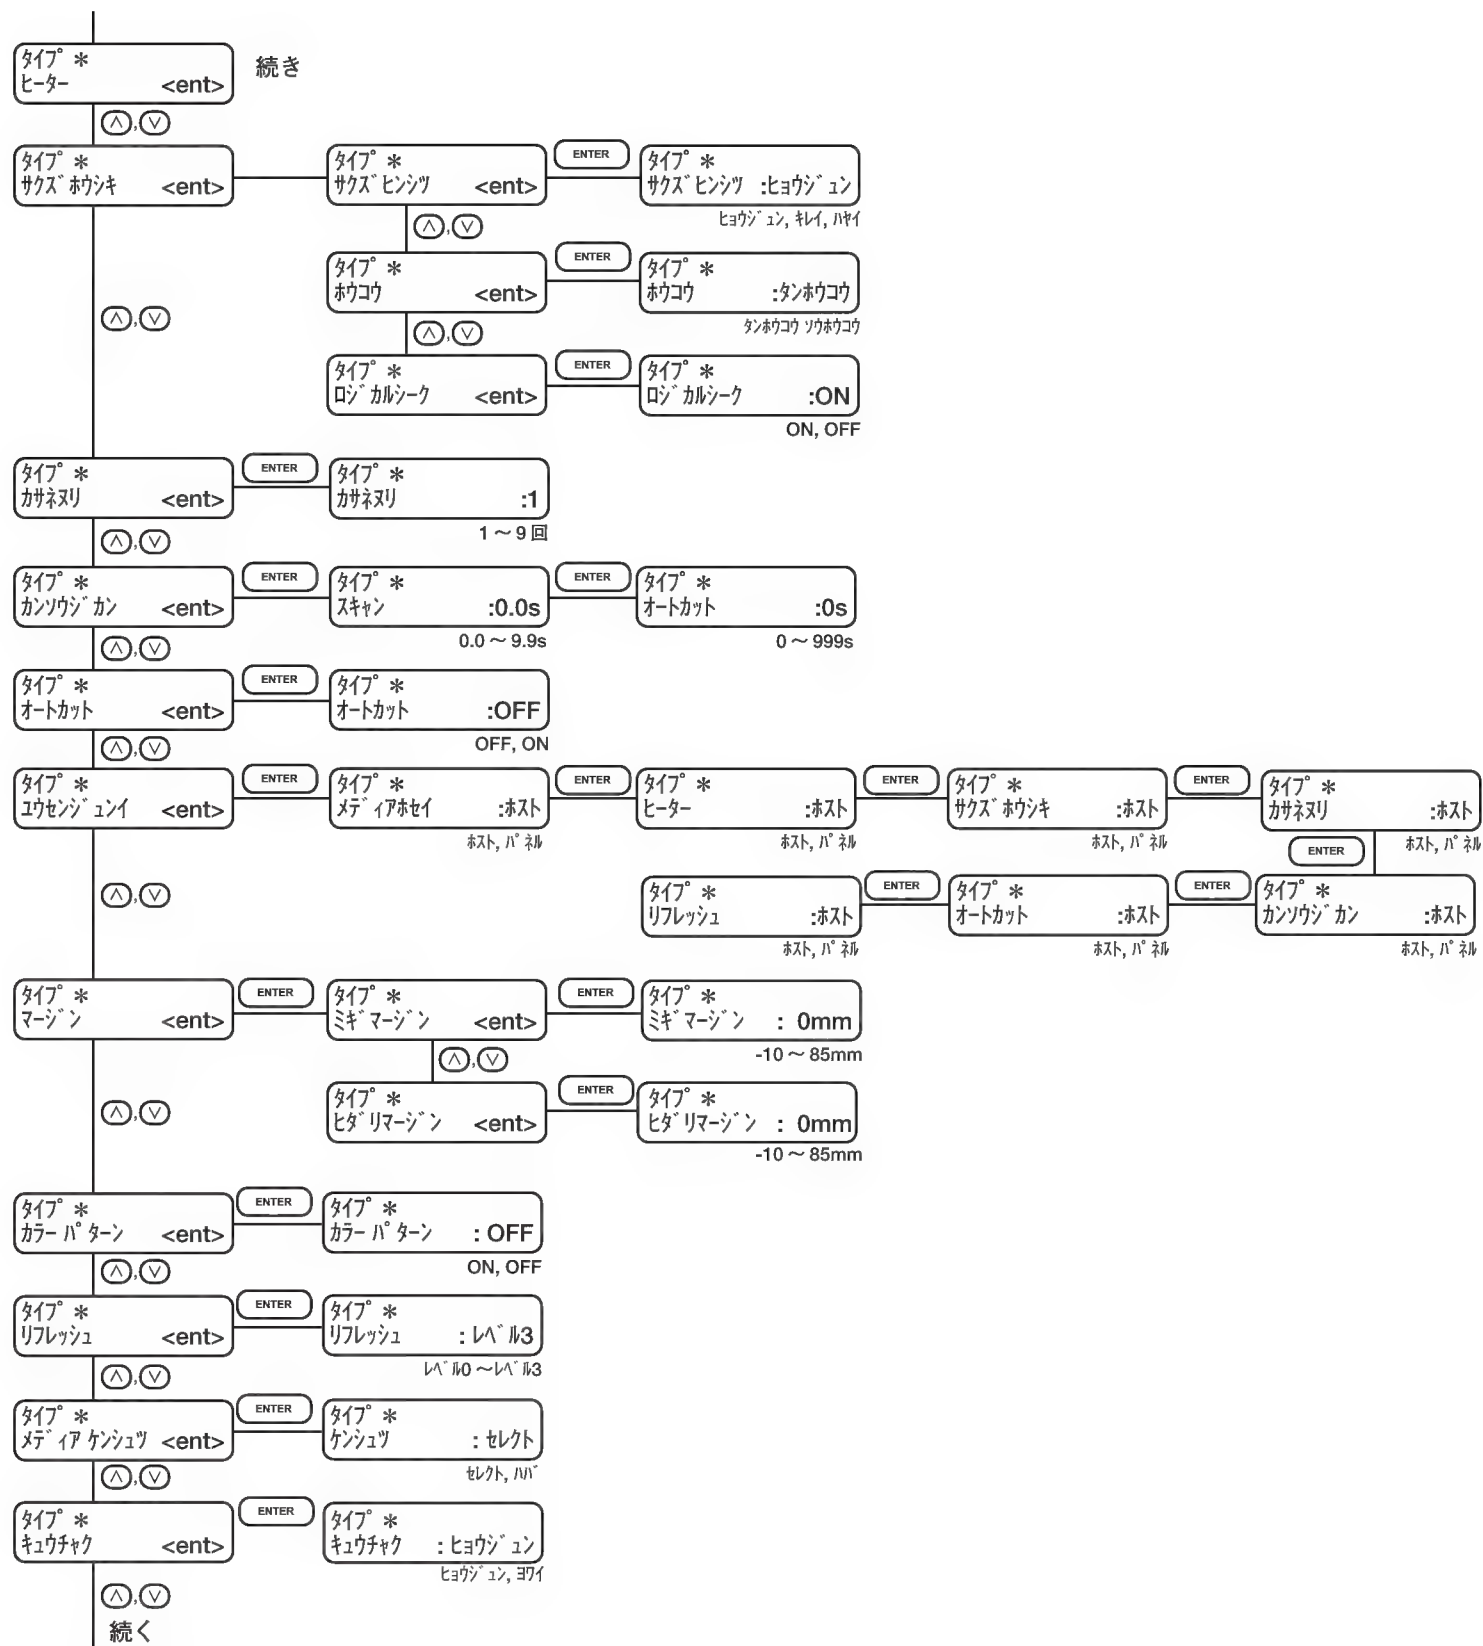 ﾀｲﾌﾟ *
ﾋｰﾀｰ <ent>
続き
∧,∨
ﾀｲﾌﾟ *
ｻｸｽﾞﾎｳｼｷ <ent>
ﾀｲﾌﾟ *
ｻｸｽﾞﾋﾝｼﾂ <ent>
ENTER
ﾀｲﾌﾟ *
ｻｸｽﾞﾋﾝｼﾂ :ﾋｮｳｼﾞｭﾝ
ﾋｮｳｼﾞｭﾝ, ｷﾚｲ, ﾊﾔｲ
∧,∨
ﾀｲﾌﾟ *
ﾎｳｺｳ <ent>
ENTER
ﾀｲﾌﾟ *
ﾎｳｺｳ :ﾀﾝﾎｳｺｳ
ﾀﾝﾎｳｺｳ ｿｳﾎｳｺｳ
∧,∨
∧,∨
ﾀｲﾌﾟ *
ﾛｼﾞｶﾙｼｰｸ <ent>
ENTER
ﾀｲﾌﾟ *
ﾛｼﾞｶﾙｼｰｸ :ON
ON, OFF
ﾀｲﾌﾟ *
ｶｻﾈﾇﾘ <ent>
ENTER
ﾀｲﾌﾟ *
ｶｻﾈﾇﾘ :1
1～9回
∧,∨
ﾀｲﾌﾟ *
ｶﾝｿｳｼﾞｶﾝ <ent>
ENTER
ﾀｲﾌﾟ *
ｽｷｬﾝ :0.0s
0.0～9.9s
ENTER
ﾀｲﾌﾟ *
ｵｰﾄｶｯﾄ :0s
0～999s
∧,∨
ﾀｲﾌﾟ *
ｵｰﾄｶｯﾄ <ent>
ENTER
ﾀｲﾌﾟ *
ｵｰﾄｶｯﾄ :OFF
OFF, ON
∧,∨
ﾀｲﾌﾟ *
ﾕｳｾﾝｼﾞｭﾝｲ <ent>
ENTER
ﾀｲﾌﾟ *
ﾒﾃﾞｨｱﾎｾｲ :ﾎｽﾄ
ﾎｽﾄ, ﾊﾟﾈﾙ
ENTER
ﾀｲﾌﾟ *
ﾋｰﾀｰ :ﾎｽﾄ
ﾎｽﾄ, ﾊﾟﾈﾙ
ENTER
ﾀｲﾌﾟ *
ｻｸｽﾞﾎｳｼｷ :ﾎｽﾄ
ﾎｽﾄ, ﾊﾟﾈﾙ
ENTER
ﾀｲﾌﾟ *
ｶｻﾈﾇﾘ :ﾎｽﾄ
ﾎｽﾄ, ﾊﾟﾈﾙ
ENTER
∧,∨
ﾀｲﾌﾟ *
ﾘﾌﾚｯｼｭ :ﾎｽﾄ
ﾎｽﾄ, ﾊﾟﾈﾙ
ENTER
ﾀｲﾌﾟ *
ｵｰﾄｶｯﾄ :ﾎｽﾄ
ﾎｽﾄ, ﾊﾟﾈﾙ
ENTER
ﾀｲﾌﾟ *
ｶﾝｿｳｼﾞｶﾝ :ﾎｽﾄ
ﾎｽﾄ, ﾊﾟﾈﾙ
ﾀｲﾌﾟ *
ﾏｰｼﾞﾝ <ent>
ENTER
ﾀｲﾌﾟ *
ﾐｷﾞﾏｰｼﾞﾝ <ent>
ENTER
ﾀｲﾌﾟ *
ﾐｷﾞﾏｰｼﾞﾝ : 0mm
-10～85mm
∧,∨
∧,∨
ﾀｲﾌﾟ *
ﾋﾀﾞﾘﾏｰｼﾞﾝ <ent>
ENTER
ﾀｲﾌﾟ *
ﾋﾀﾞﾘﾏｰｼﾞﾝ : 0mm
-10～85mm
ﾀｲﾌﾟ *
ｶﾗｰ ﾊﾟﾀｰﾝ <ent>
ENTER
ﾀｲﾌﾟ *
ｶﾗｰ ﾊﾟﾀｰﾝ : OFF
ON, OFF
∧,∨
ﾀｲﾌﾟ *
ﾘﾌﾚｯｼｭ <ent>
ENTER
ﾀｲﾌﾟ *
ﾘﾌﾚｯｼｭ : ﾚﾍﾞﾙ3
ﾚﾍﾞﾙ0～ﾚﾍﾞﾙ3
∧,∨
ﾀｲﾌﾟ *
ﾒﾃﾞｨｱ ｹﾝｼｭﾂ <ent>
ENTER
ﾀｲﾌﾟ *
ｹﾝｼｭﾂ : ｾﾚｸﾄ
ｾﾚｸﾄ, ﾊﾊﾞ
∧,∨
ﾀｲﾌﾟ *
ｷｭｳﾁｬｸ <ent>
ENTER
ﾀｲﾌﾟ *
ｷｭｳﾁｬｸ : ﾋｮｳｼﾞｭﾝ
ﾋｮｳｼﾞｭﾝ, ﾖﾜｲ
∧,∨
続く